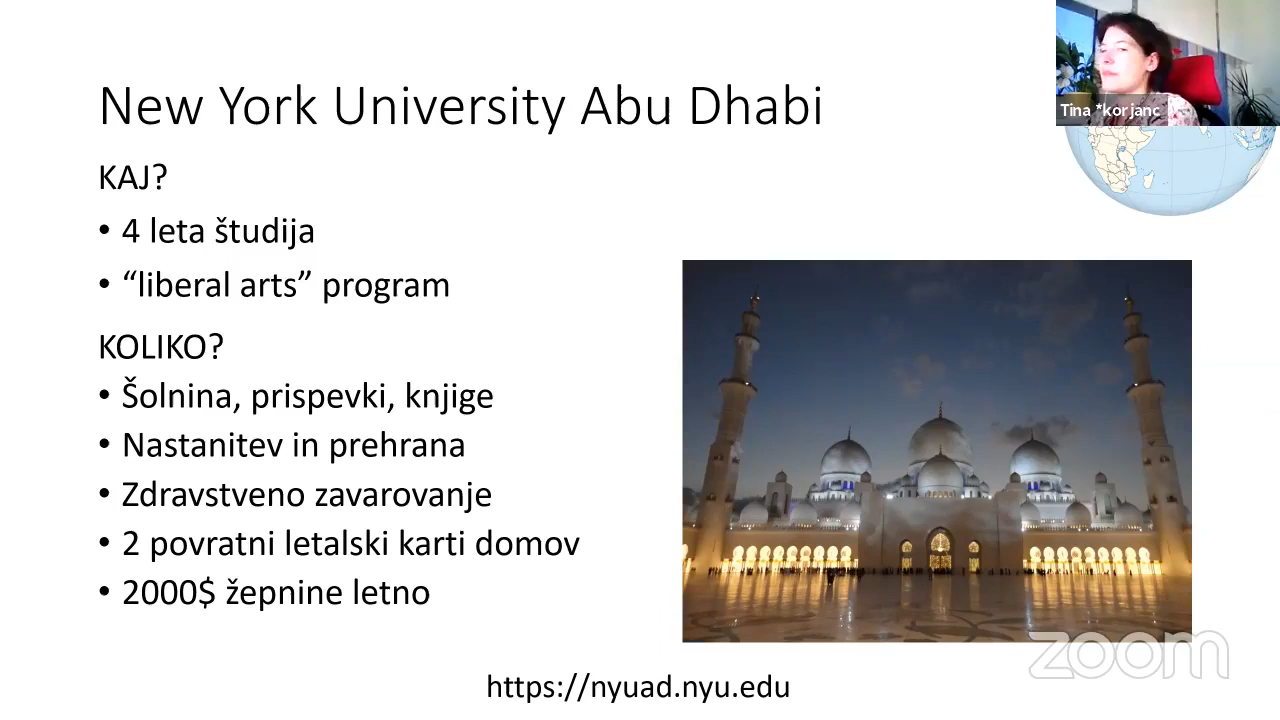 New York University Abu Dhabi
Tina *korjanc
KAJ?
• 4 leta študija
• “liberal arts” program
KOLIKO?
• Šolnina, prispevki, knjige
• Nastanitev in prehrana
• Zdravstveno zavarovanje
• 2 povratni letalski karti domov
• 2000$ žepnine letno
zoom
https://nyuad.nyu.edu